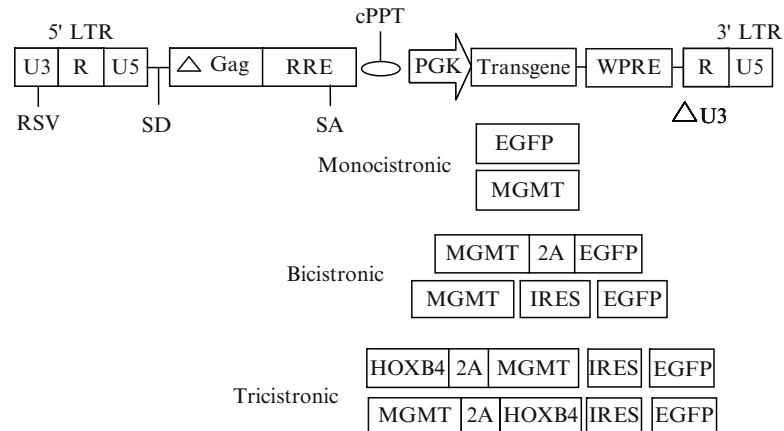 cPPT
5' LTR
3' LTR
U3 R U5 △ Gag RRE PGK Transgene WPRE R U5
RSV SD SA △U3
EGFP
Monocistronic
MGMT
MGMT 2A EGFP
Bicistronic
MGMT IRES EGFP
HOXB4 2A MGMT IRES EGFP
Tricistronic
MGMT 2A HOXB4 IRES EGFP